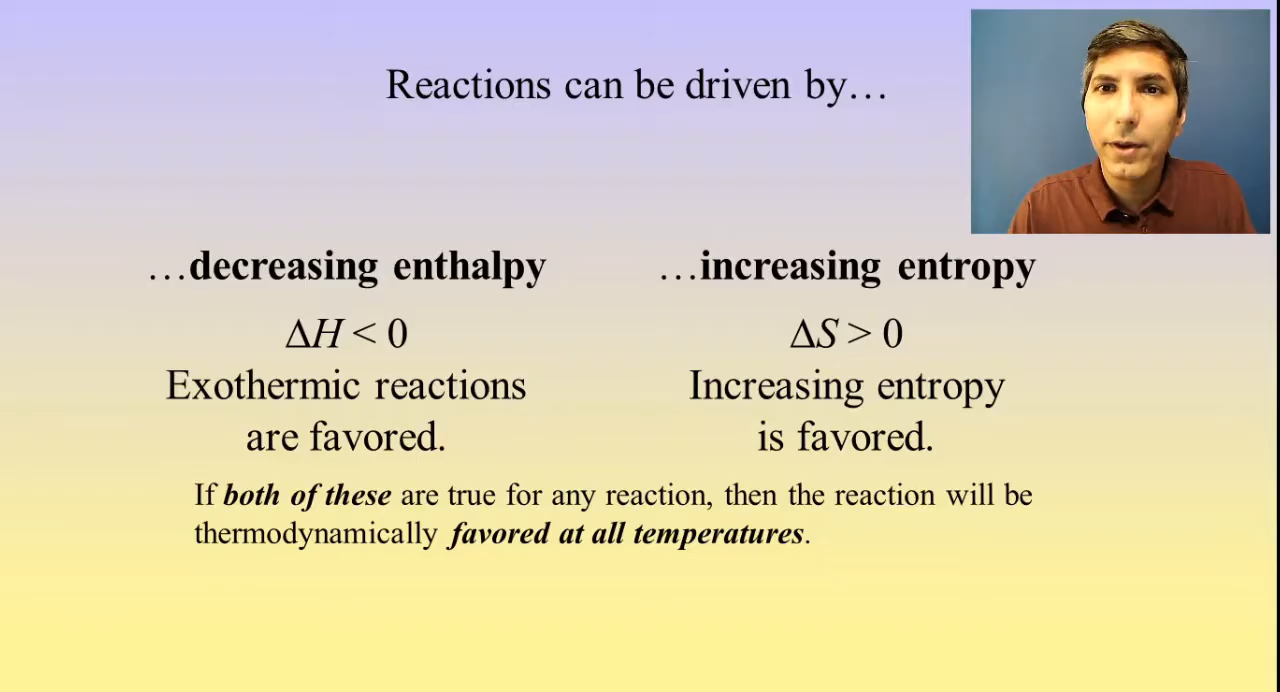 Reactions can be driven by…
…decreasing enthalpy
…increasing entropy
ΔH < 0
ΔS > 0
Exothermic reactions
are favored.
Increasing entropy
is favored.
If both of these are true for any reaction, then the reaction will be
thermodynamically favored at all temperatures.